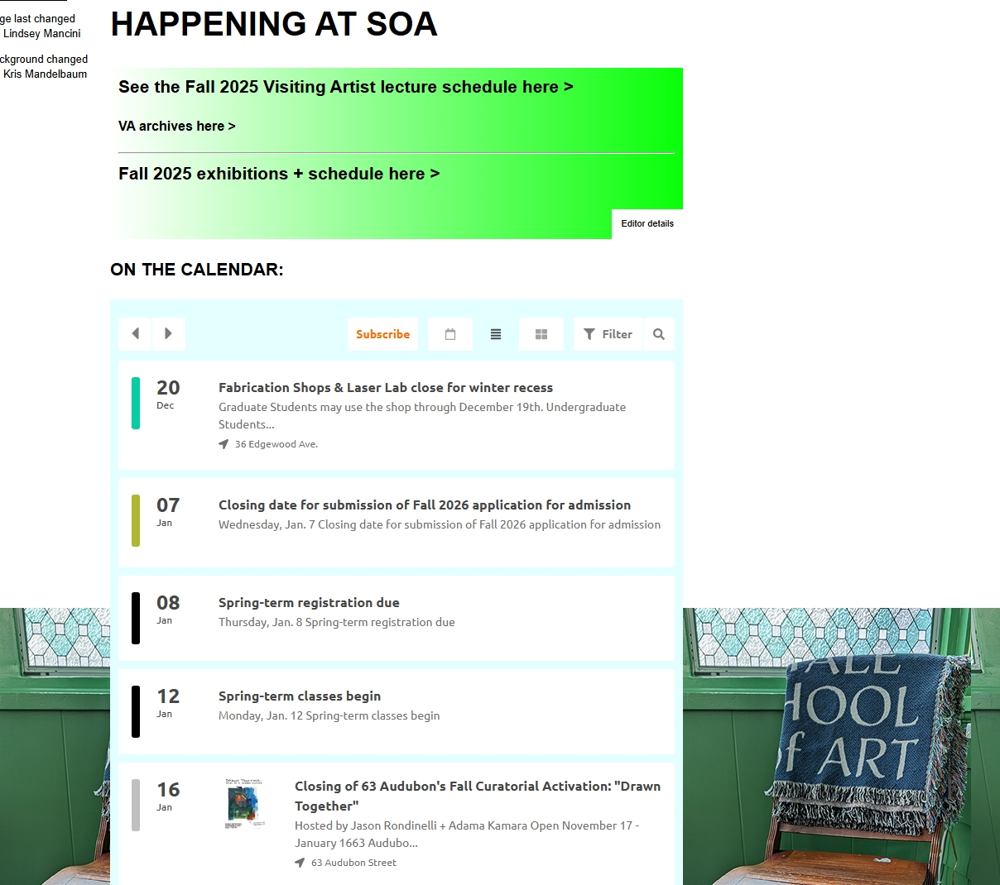 ge last changed
Lindsey Mancini
ckground changed
Kris Mandelbaum
HAPPENING AT SOA
See the Fall 2025 Visiting Artist lecture schedule here >
VA archives here >
Fall 2025 exhibitions + schedule here >
Editor details
ON THE CALENDAR:
Subscribe
Filter
20
Dec
Fabrication Shops & Laser Lab close for winter recess
Graduate Students may use the shop through December 19th. Undergraduate
Students...
36 Edgewood Ave.
07
Jan
Closing date for submission of Fall 2026 application for admission
Wednesday, Jan. 7 Closing date for submission of Fall 2026 application for admission
08
Jan
Spring-term registration due
Thursday, Jan. 8 Spring-term registration due
12
Jan
Spring-term classes begin
Monday, Jan. 12 Spring-term classes begin
16
Jan
Closing of 63 Audubon's Fall Curatorial Activation: "Drawn
Together"
Hosted by Jason Rondinelli + Adama Kamara Open November 17 -
January 1663 Audubo...
63 Audubon Street
HOOL
of ART